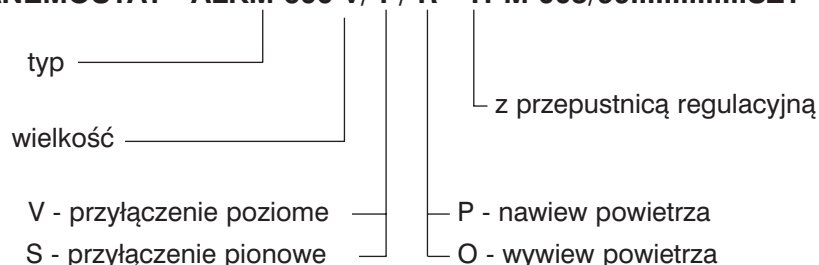 typ
z przepustnicą regulacyjną
wielkość
V - przyłączenie poziome
P - nawiew powietrza
S - przyłączenie pionowe
O - wywiew powietrza